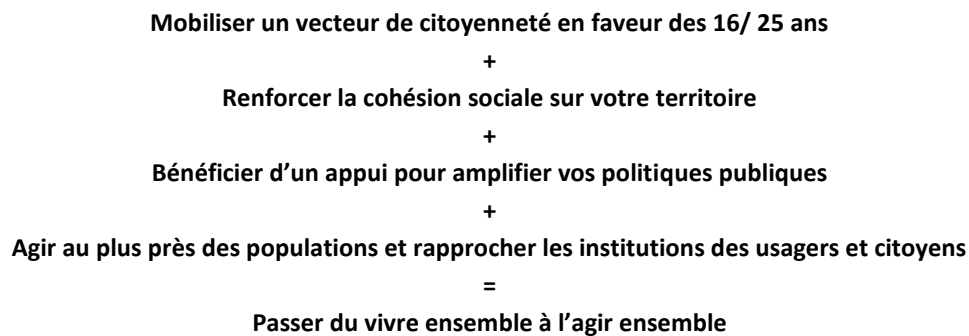 Mobiliser un vecteur de citoyenneté en faveur des 16/ 25 ans
+
Renforcer la cohésion sociale sur votre territoire
+
Bénéficier d’un appui pour amplifier vos politiques publiques
+
Agir au plus près des populations et rapprocher les institutions des usagers et citoyens
=
Passer du vivre ensemble à l’agir ensemble